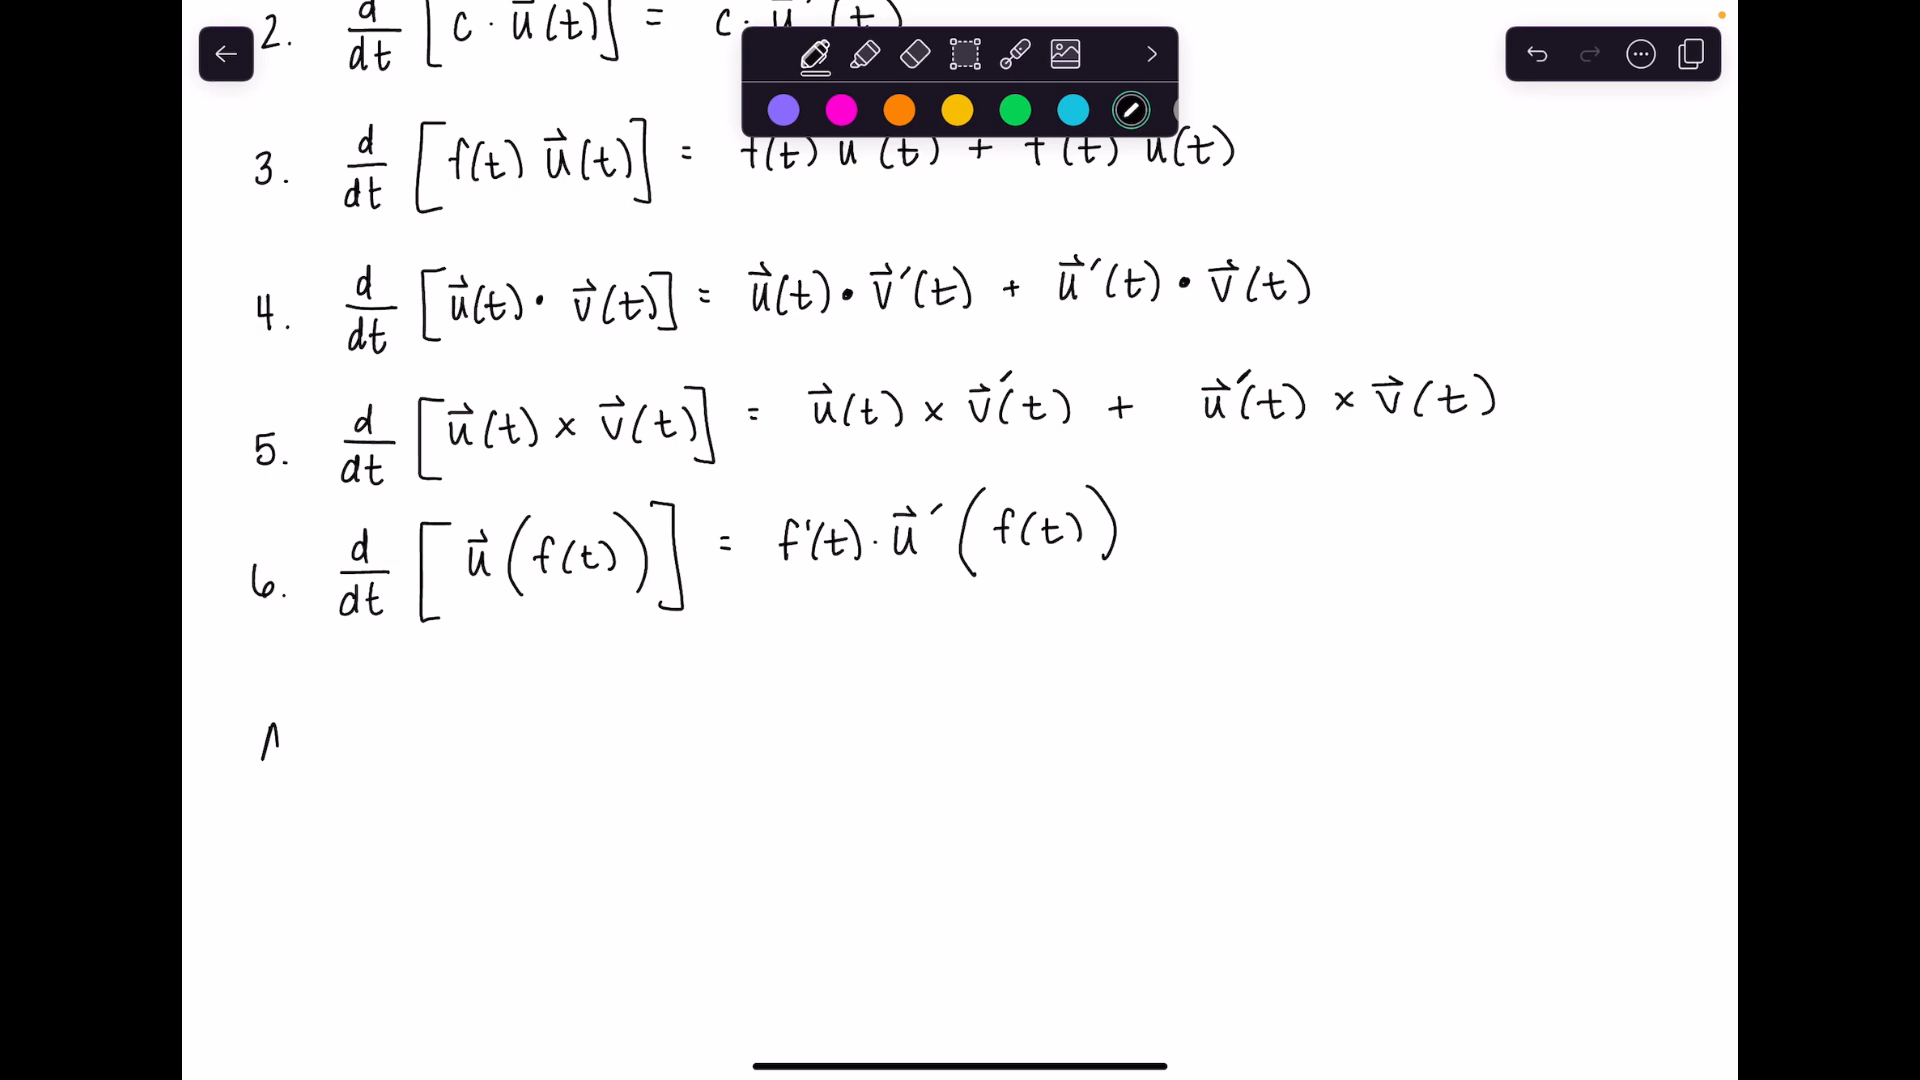 2. d/dt [c · u⃗(t)] = c · u⃗′(t)
3. d/dt [f(t) u⃗(t)] = f(t) u⃗′(t) + f′(t) u⃗(t)
4. d/dt [u⃗(t) · v⃗(t)] = u⃗(t) · v⃗′(t) + u⃗′(t) · v⃗(t)
5. d/dt [u⃗(t) × v⃗(t)] = u⃗(t) × v⃗′(t) + u⃗′(t) × v⃗(t)
6. d/dt [u⃗(f(t))] = f′(t) · u⃗′(f(t))